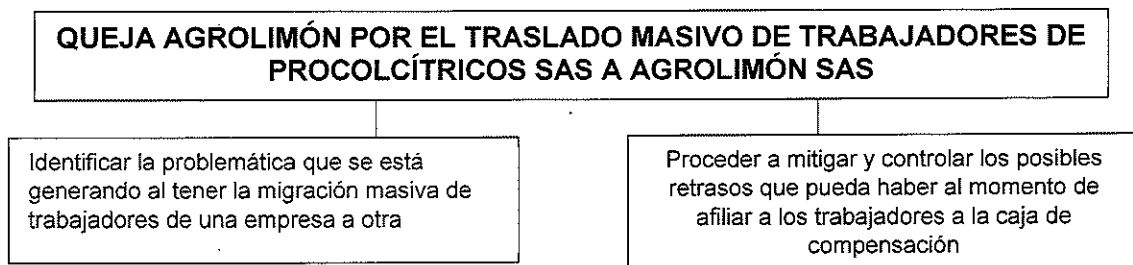 QUEJA AGROLIMÓN POR EL TRASLADO MASIVO DE TRABAJADORES DE
PROCOLCÍTRICOS SAS A AGROLIMÓN SAS
Identificar la problemática que se está
generando al tener la migración masiva de
trabajadores de una empresa a otra
Proceder a mitigar y controlar los posibles
retrasos que pueda haber al momento de
afiliar a los trabajadores a la caja de
compensación